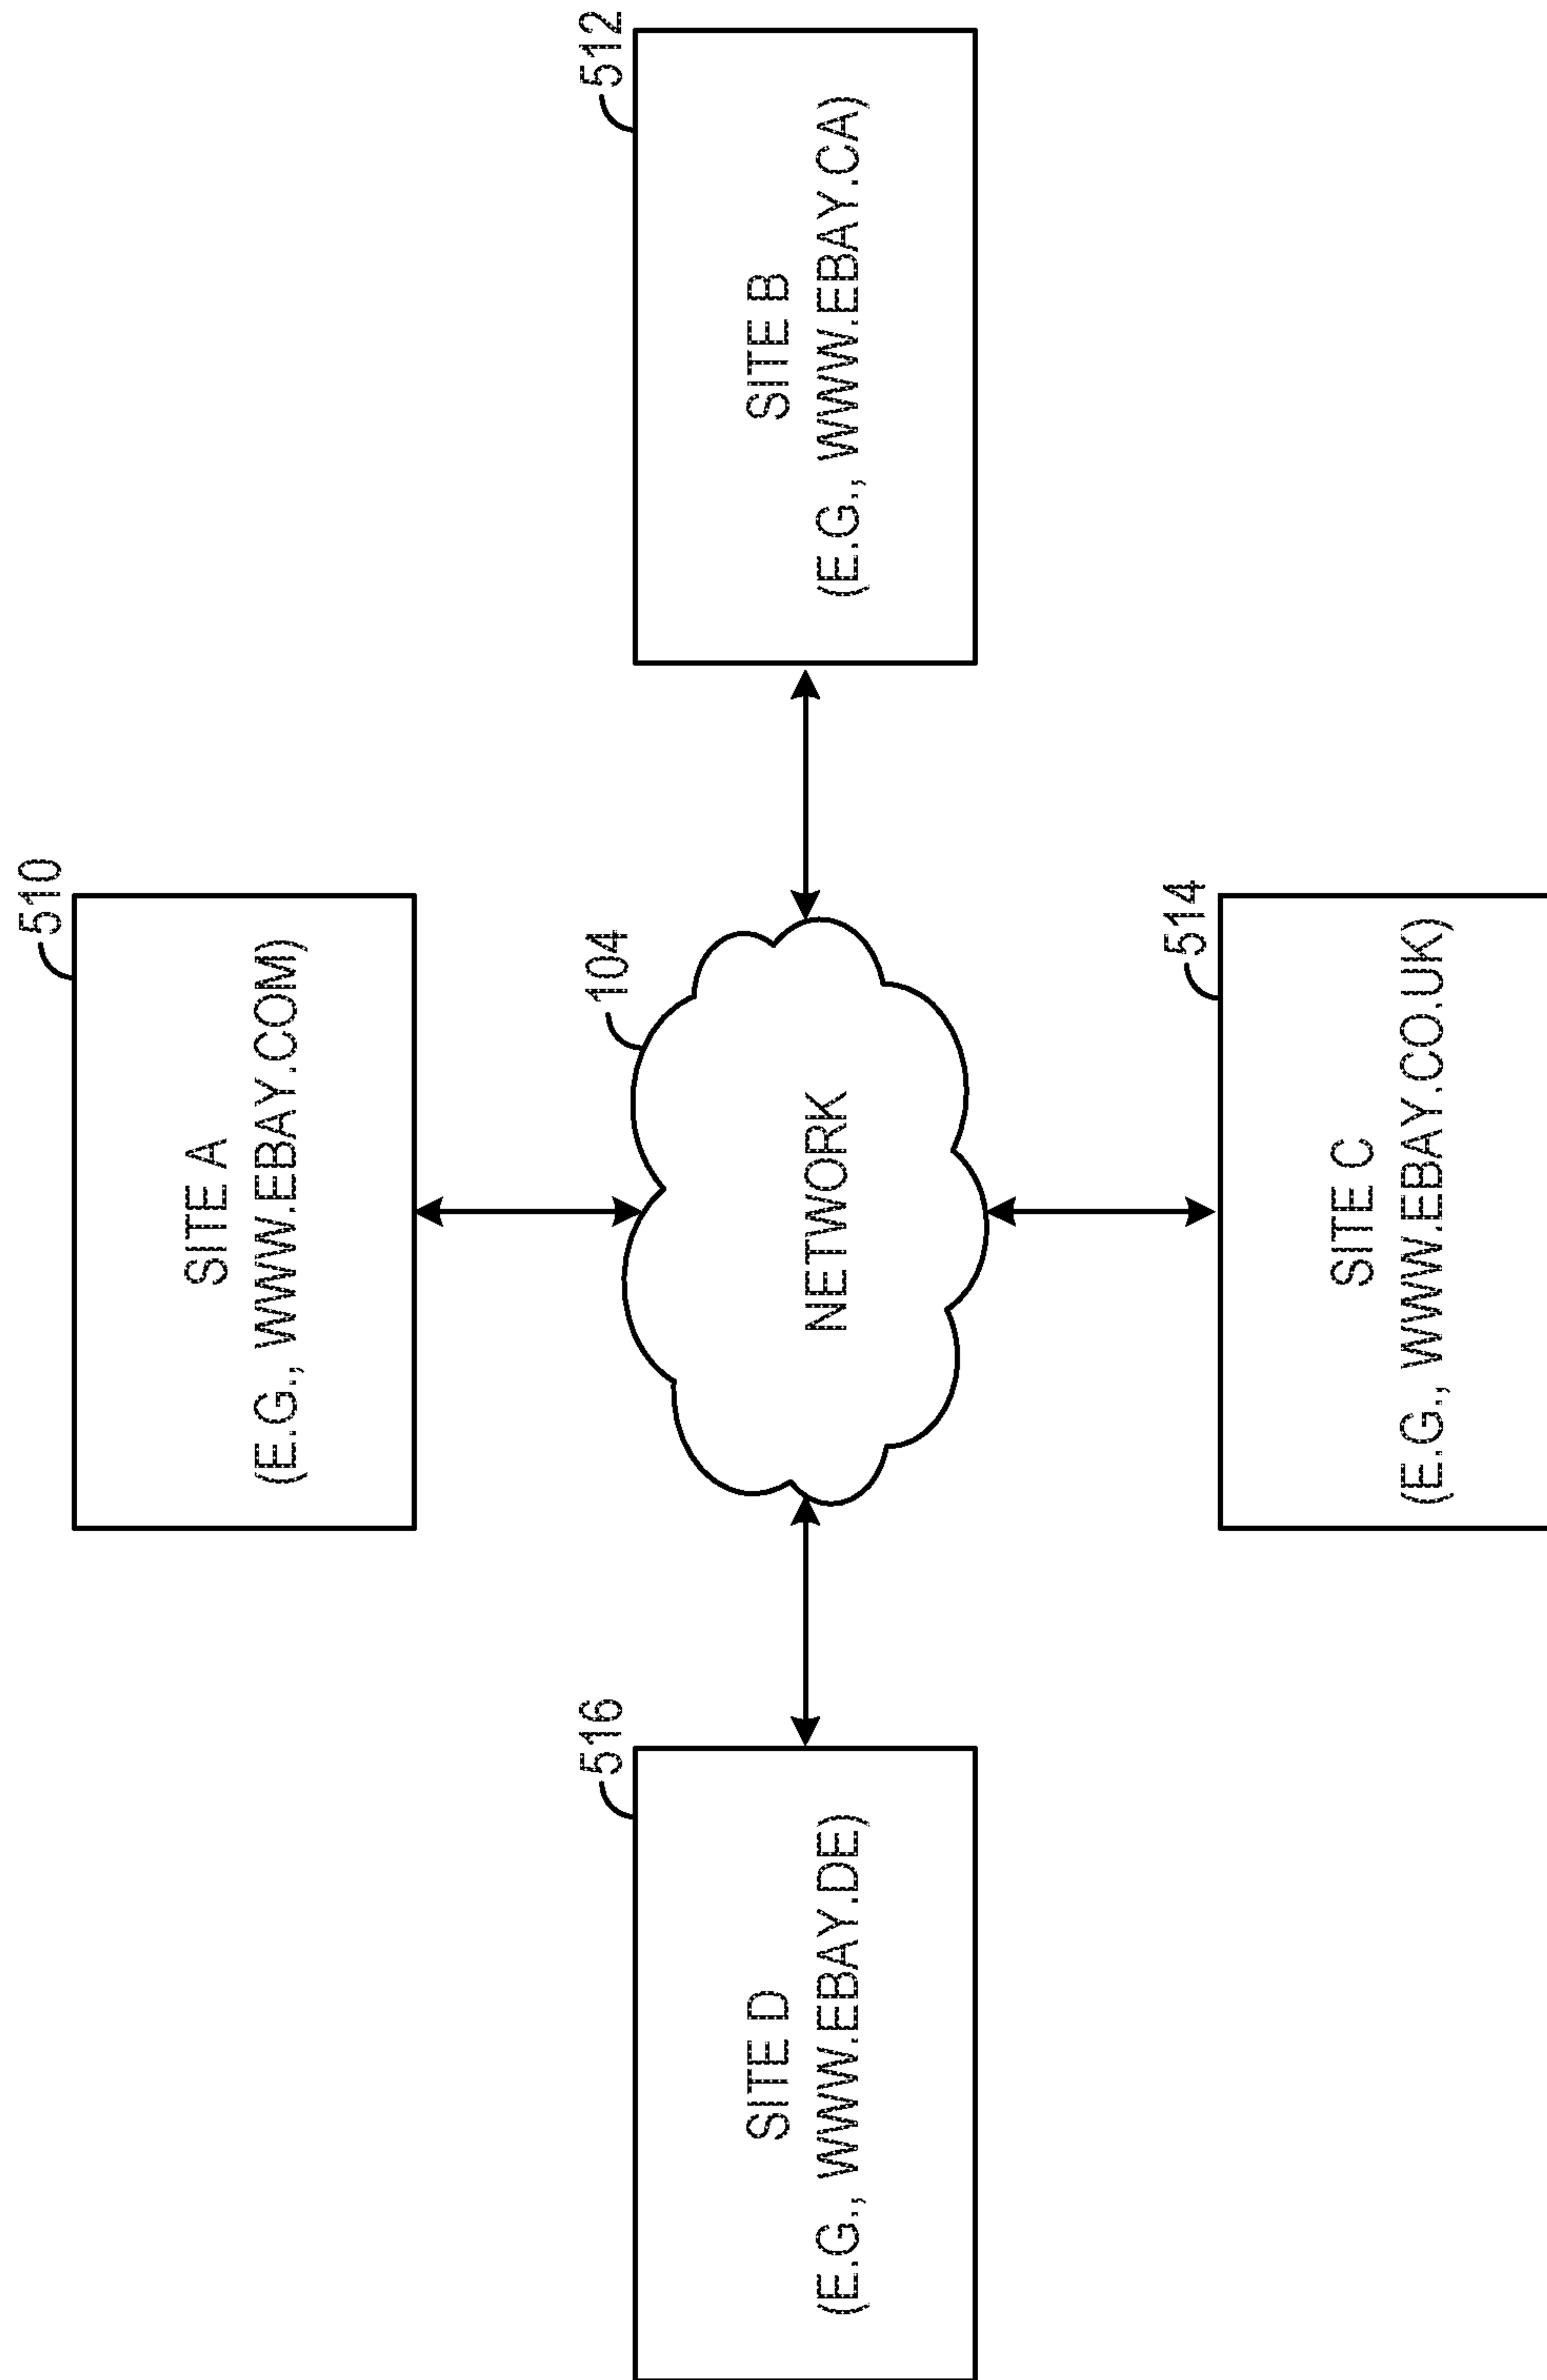 510
SITE A
(E.G., WWW.EBAY.COM)
516
SITE D
(E.G., WWW.EBAY.DE)
104
NETWORK
512
SITE B
(E.G., WWW.EBAY.CA)
514
SITE C
(E.G., WWW.EBAY.CO.UK)